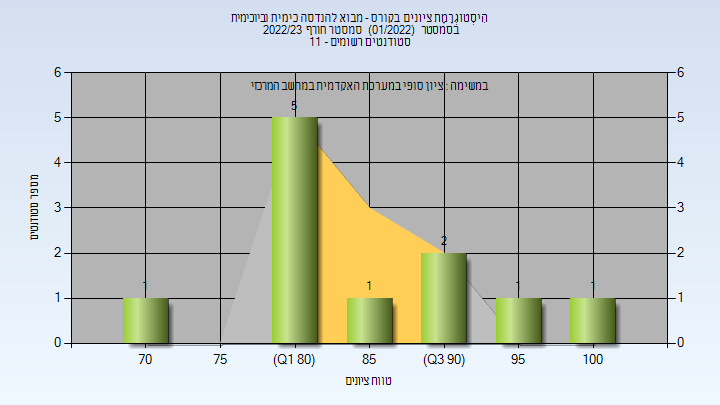 היסטוגרמת ציונים בקורס - מבוא להנדסה כימית וביוכימית
בסמסטר (01/2022) סמסטר חורף 2022/23
סטודנטים רשומים - 11
במשימה : ציון סופי במערכת האקדמית במחשב המרכזי
6 6
5 5
4 4
3 3
2 2
1 1
0 0
1 5 1 2 1 1
מספר סטודנטים
70 75 (Q1 80) 85 (Q3 90) 95 100
טווח ציונים